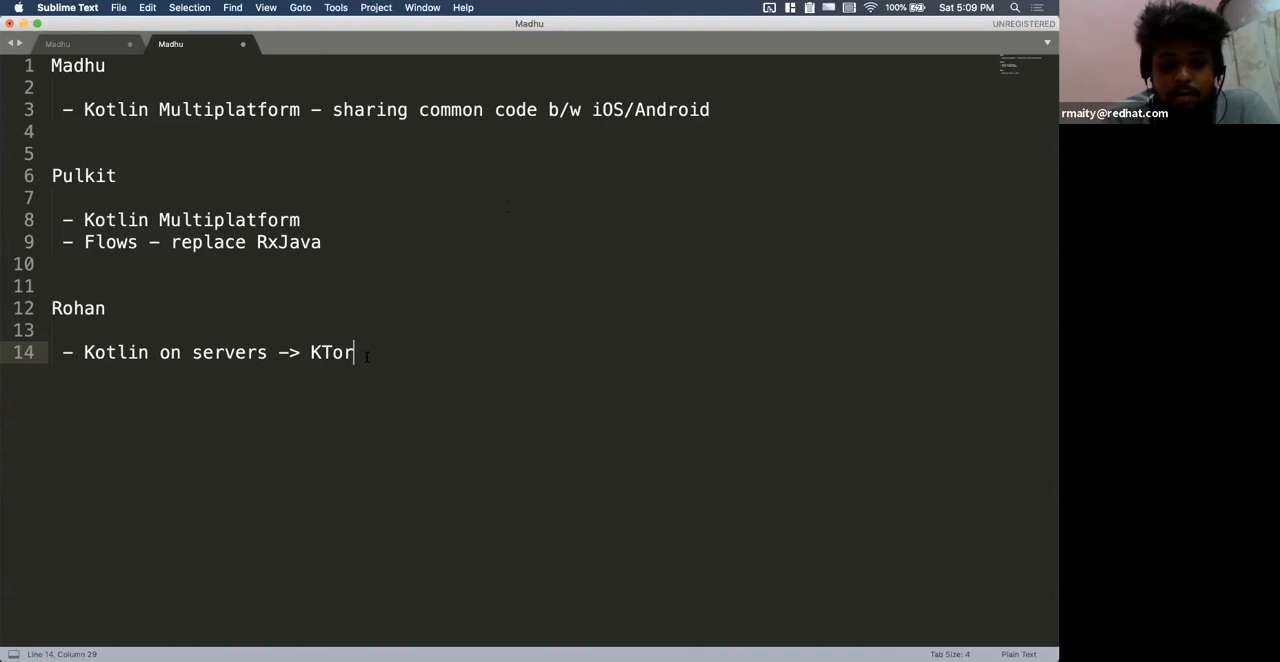 Sublime Text File Edit Selection Find View Goto Tools Project Window Help 100% Sat 5:09 PM
Madhu UNREGISTERED
Madhu Madhu
1 Madhu
2
3 - Kotlin Multiplatform - sharing common code b/w iOS/Android
4
5
6 Pulkit
7
8 - Kotlin Multiplatform
9 - Flows - replace RxJava
10
11
12 Rohan
13
14 - Kotlin on servers -> KTor
Line 14, Column 29 Tab Size: 4 Plain Text
rmaity@redhat.com